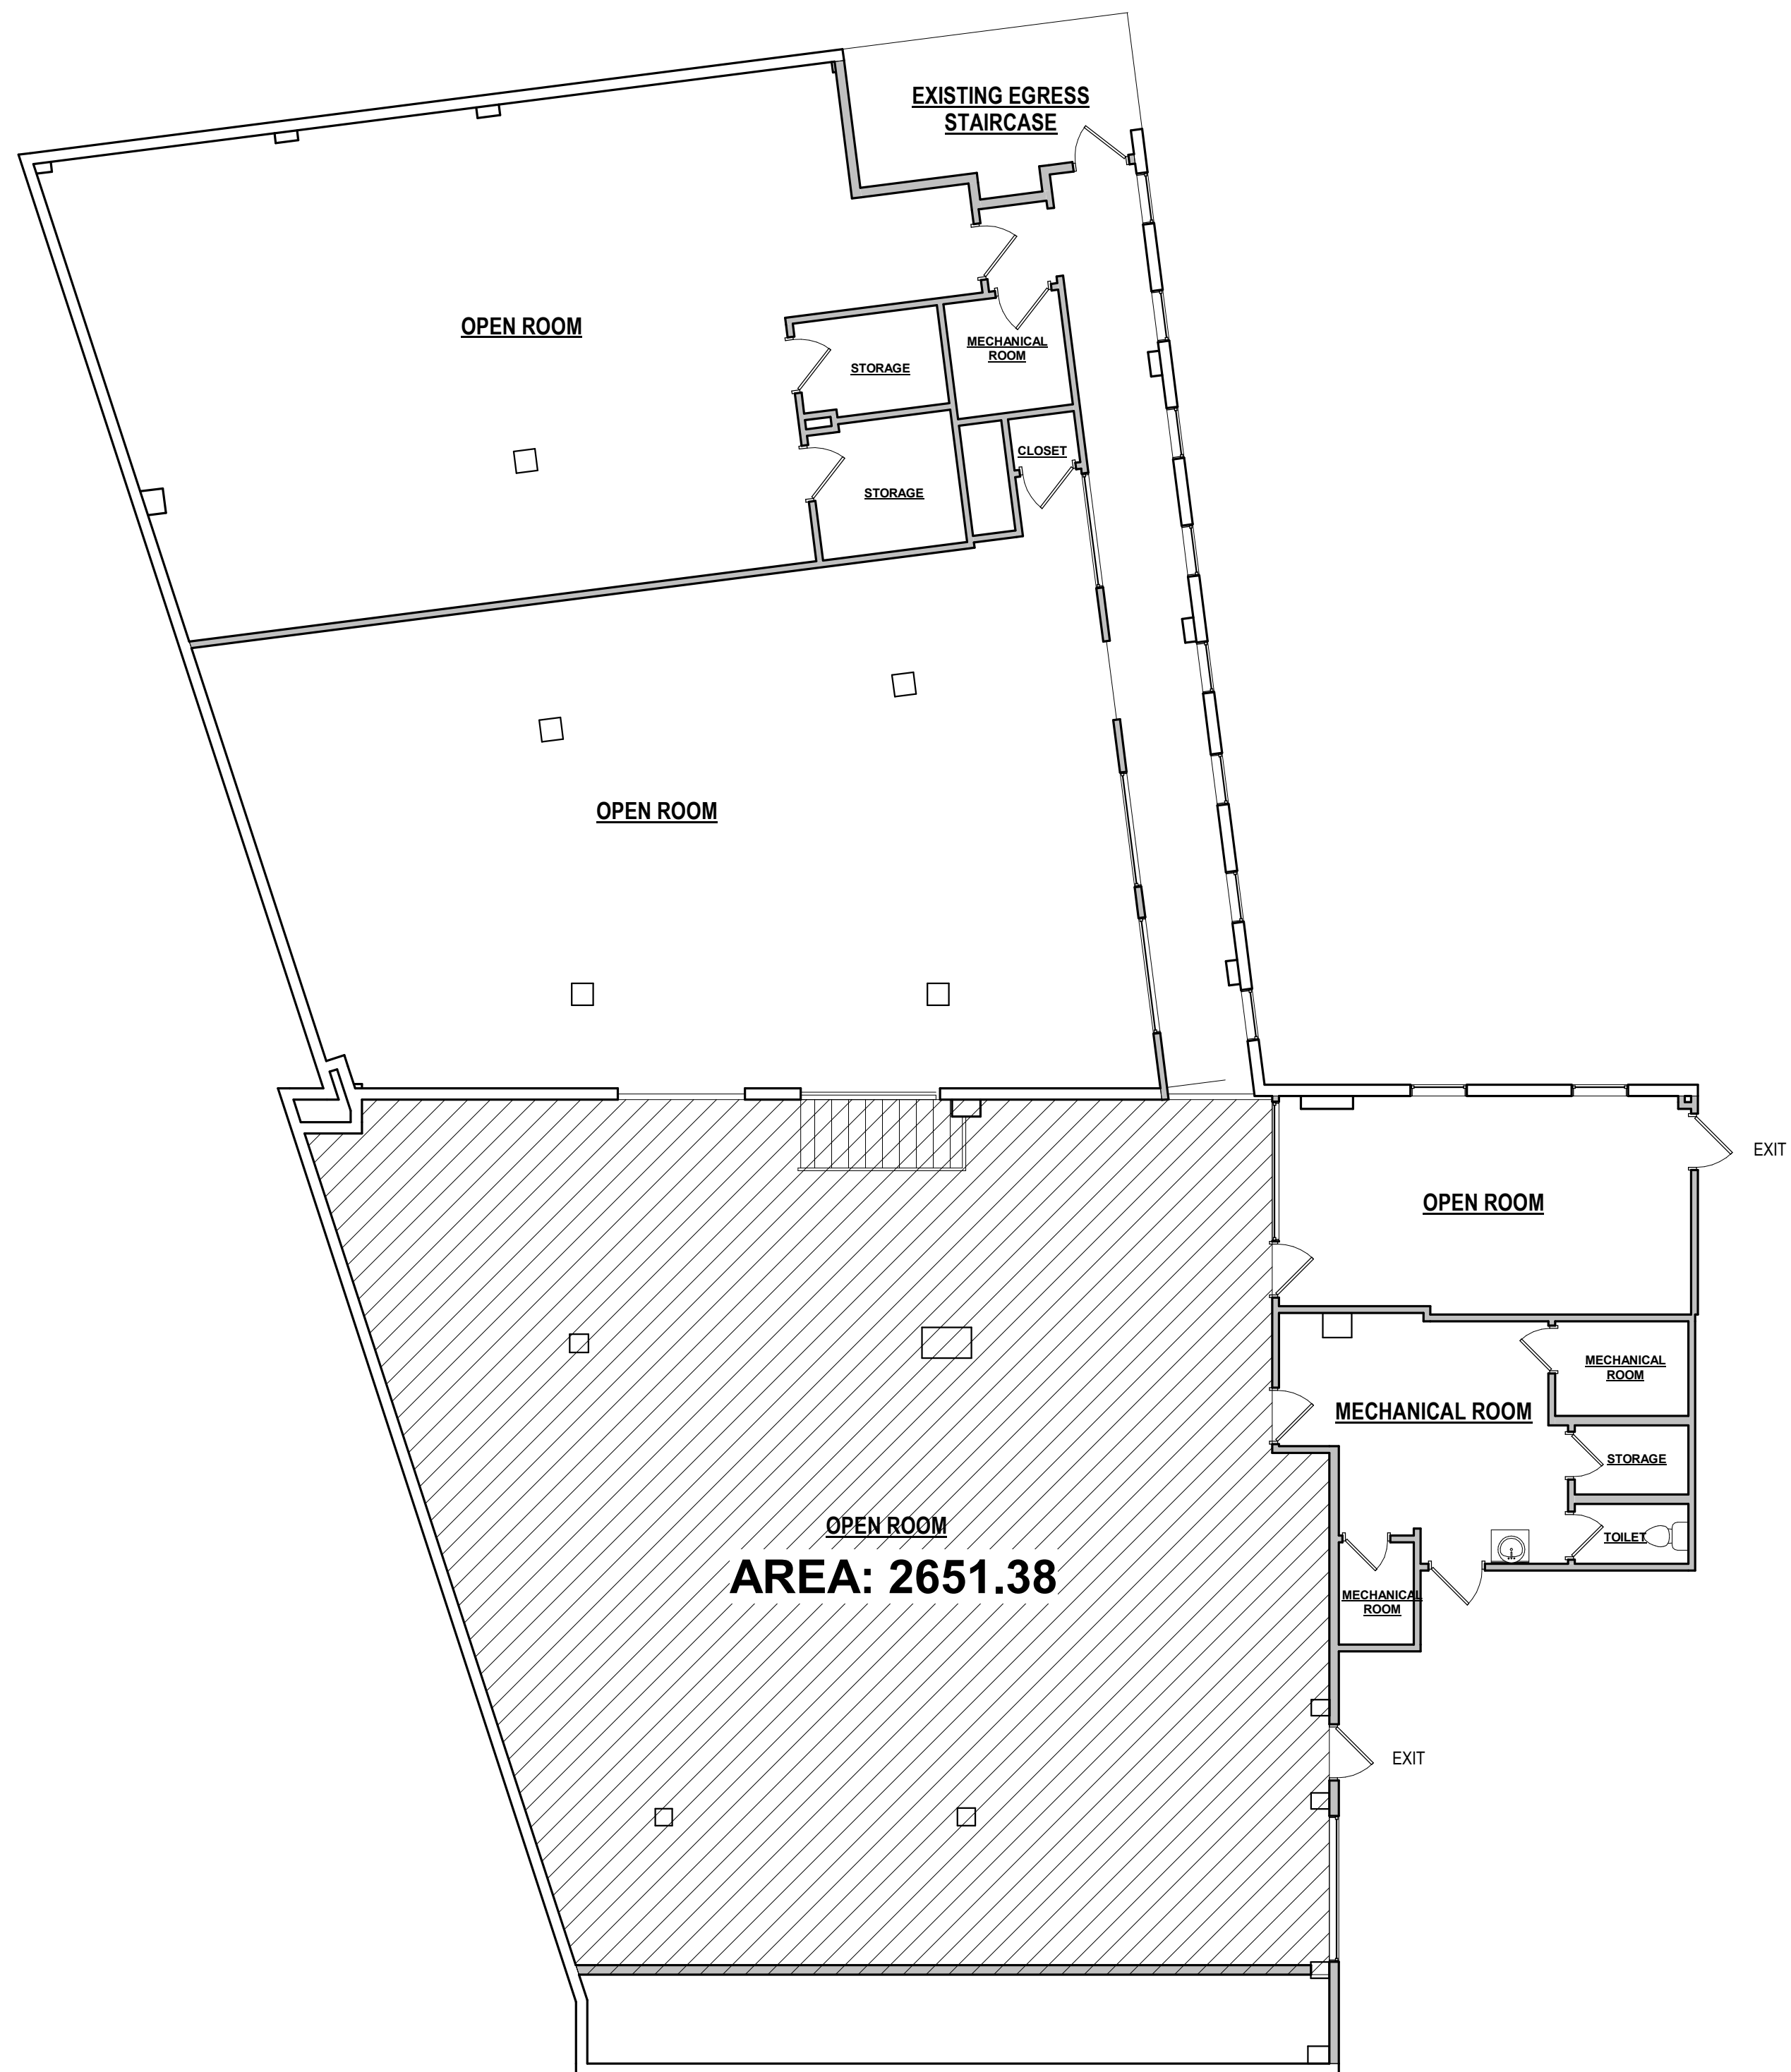 EXISTING EGRESS
STAIRCASE
OPEN ROOM
MECHANICAL
ROOM
STORAGE
CLOSET
STORAGE
OPEN ROOM
EXIT
OPEN ROOM
MECHANICAL
ROOM
MECHANICAL ROOM
STORAGE
OPEN ROOM
TOILET
AREA: 2651.38
MECHANICAL
ROOM
EXIT